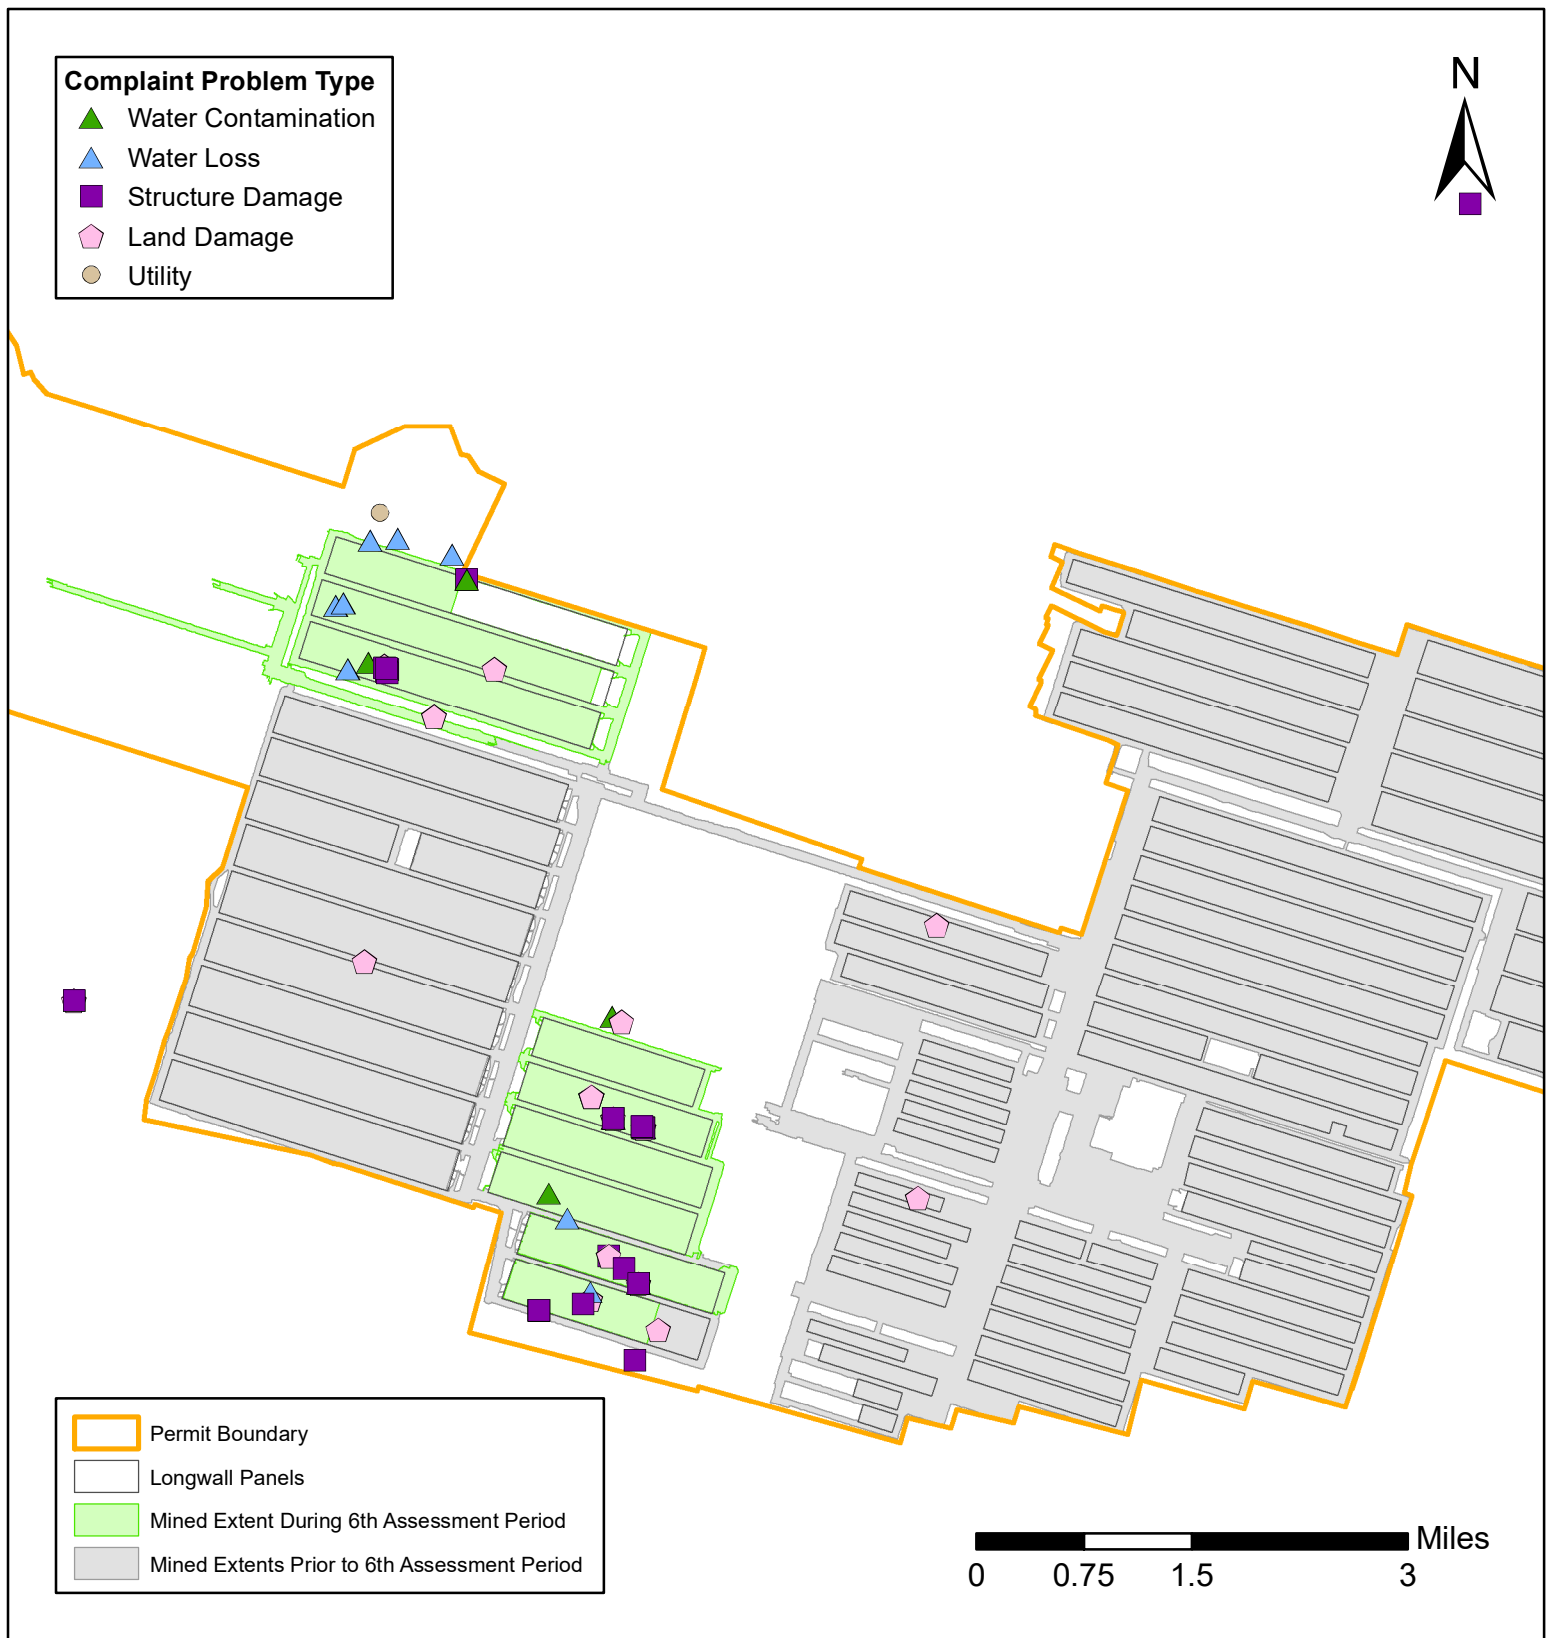 Complaint Problem Type
Water Contamination
Water Loss
Structure Damage
Land Damage
Utility
N
Permit Boundary
Longwall Panels
Mined Extent During 6th Assessment Period
Mined Extents Prior to 6th Assessment Period
Miles
0 0.75 1.5 3